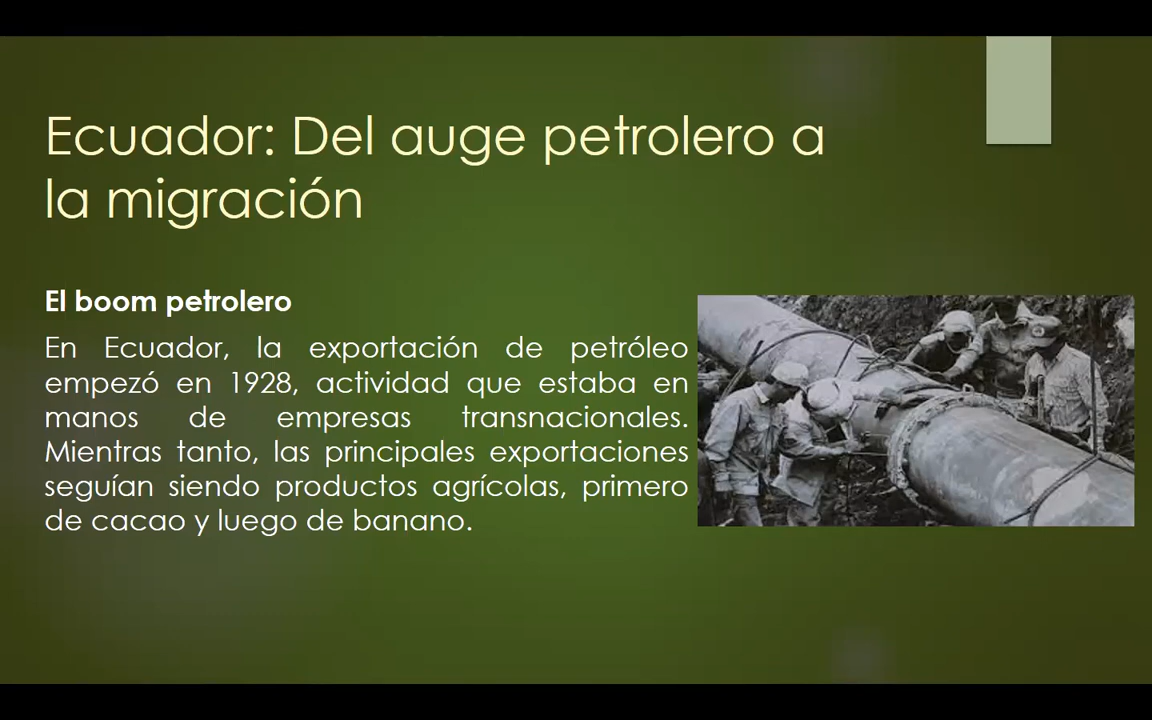 Ecuador: Del auge petrolero a
la migración
El boom petrolero
En Ecuador, la exportación de petróleo
empezó en 1928, actividad que estaba en
manos de empresas transnacionales.
Mientras tanto, las principales exportaciones
seguían siendo productos agrícolas, primero
de cacao y luego de banano.